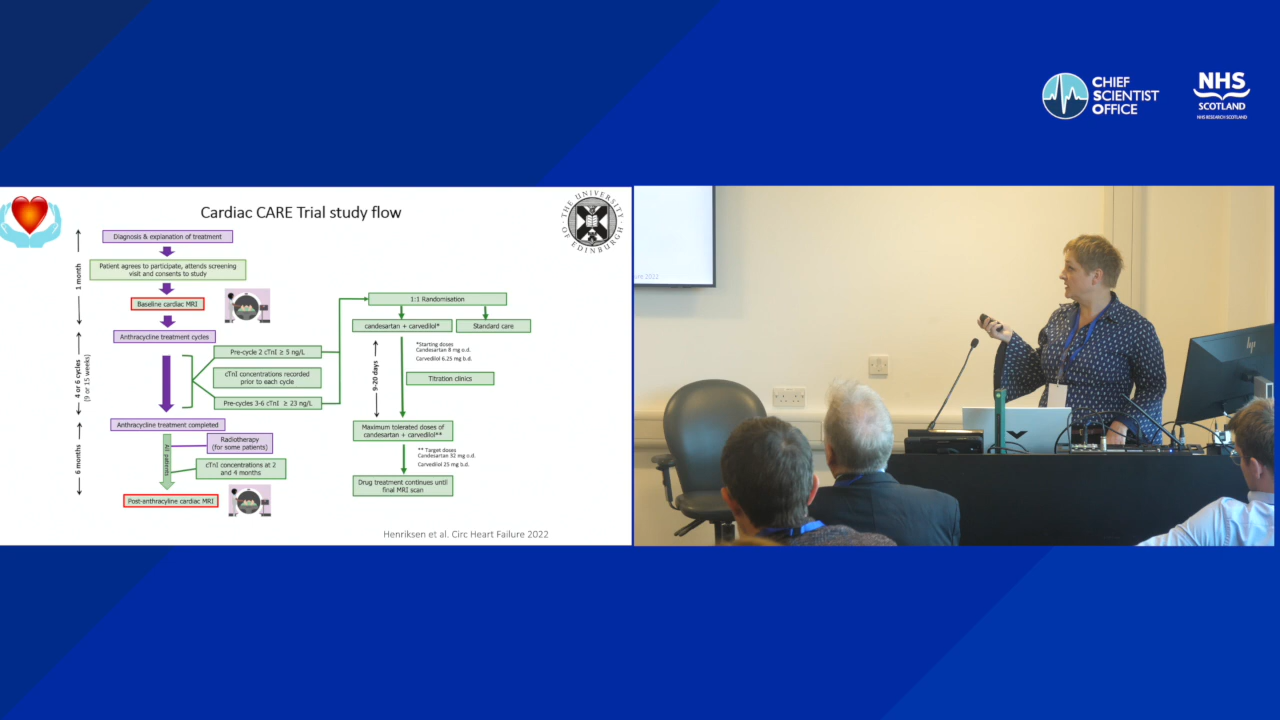 CHIEF
SCIENTIST
OFFICE
NHS
SCOTLAND
NHS RESEARCH SCOTLAND
Cardiac CARE Trial study flow
THE UNIVERSITY OF EDINBURGH
1 month
Diagnosis & explanation of treatment
Patient agrees to participate, attends screening
visit and consents to study
Baseline cardiac MRI
4 or 6 cycles
(9 or 15 weeks)
Anthracycline treatment cycles
Pre-cycle 2 cTnI ≥ 5 ng/L
cTnI concentrations recorded
prior to each cycle
Pre-cycles 3-6 cTnI ≥ 23 ng/L
6 months
Anthracycline treatment completed
All patients
Radiotherapy
(for some patients)
cTnI concentrations at 2
and 4 months
Post-anthracyline cardiac MRI
1:1 Randomisation
candesartan + carvedilol*
Standard care
9-20 days
*Starting doses
Candesartan 8 mg o.d.
Carvedilol 6.25 mg b.d.
Titration clinics
Maximum tolerated doses of
candesartan + carvedilol**
** Target doses
Candesartan 32 mg o.d.
Carvedilol 25 mg b.d.
Drug treatment continues until
final MRI scan
Henriksen et al. Circ Heart Failure 2022
ure 2022
hp